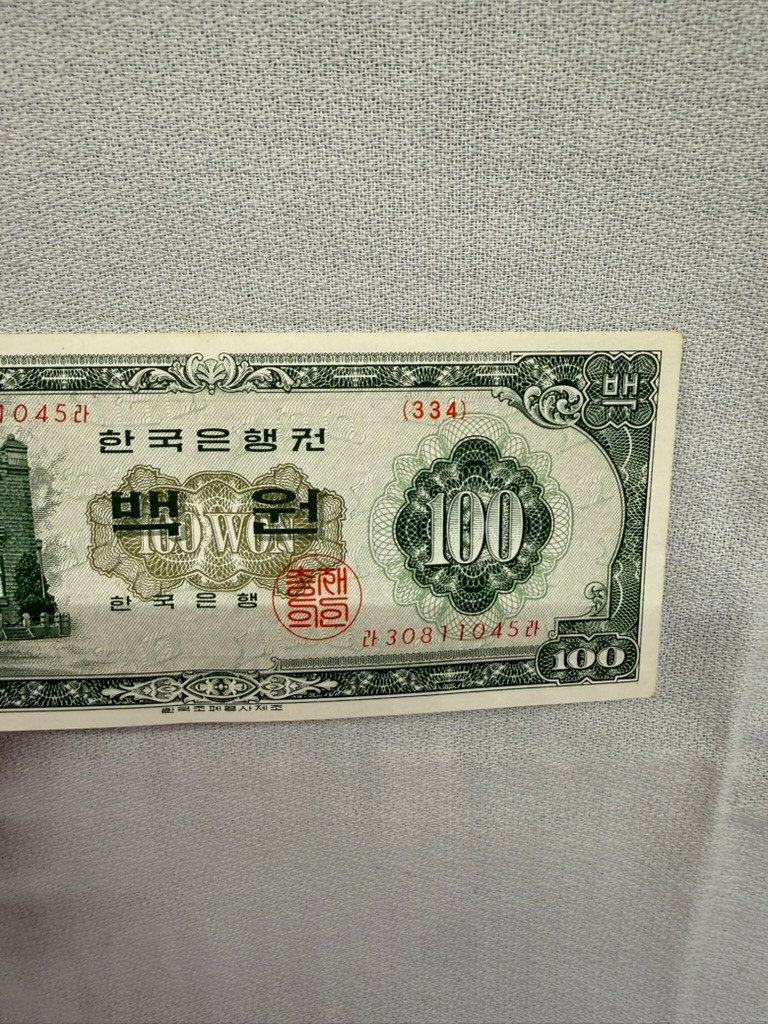 1045라
(334)
백
한국은행권
백 원
100 WON
100
한국은행
총재의인
라 30811045라
100
한국조폐공사제조